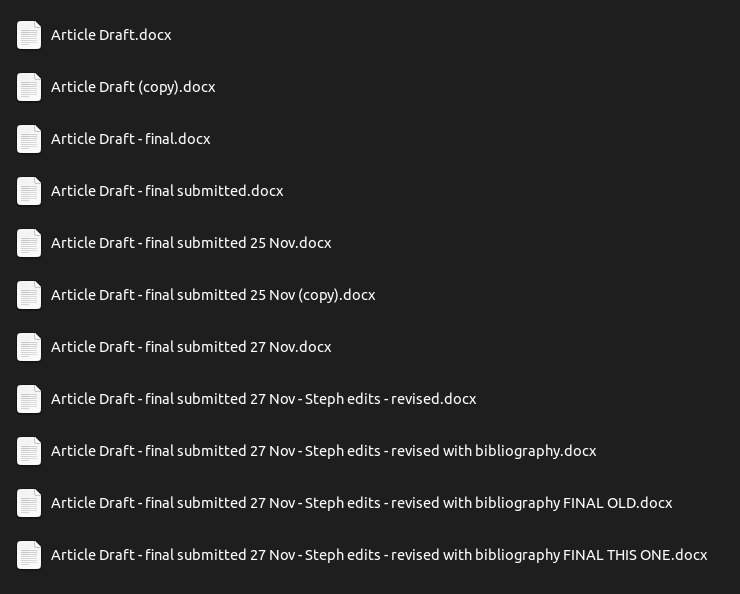 Article Draft.docx
Article Draft (copy).docx
Article Draft - final.docx
Article Draft - final submitted.docx
Article Draft - final submitted 25 Nov.docx
Article Draft - final submitted 25 Nov (copy).docx
Article Draft - final submitted 27 Nov.docx
Article Draft - final submitted 27 Nov - Steph edits - revised.docx
Article Draft - final submitted 27 Nov - Steph edits - revised with bibliography.docx
Article Draft - final submitted 27 Nov - Steph edits - revised with bibliography FINAL OLD.docx
Article Draft - final submitted 27 Nov - Steph edits - revised with bibliography FINAL THIS ONE.docx